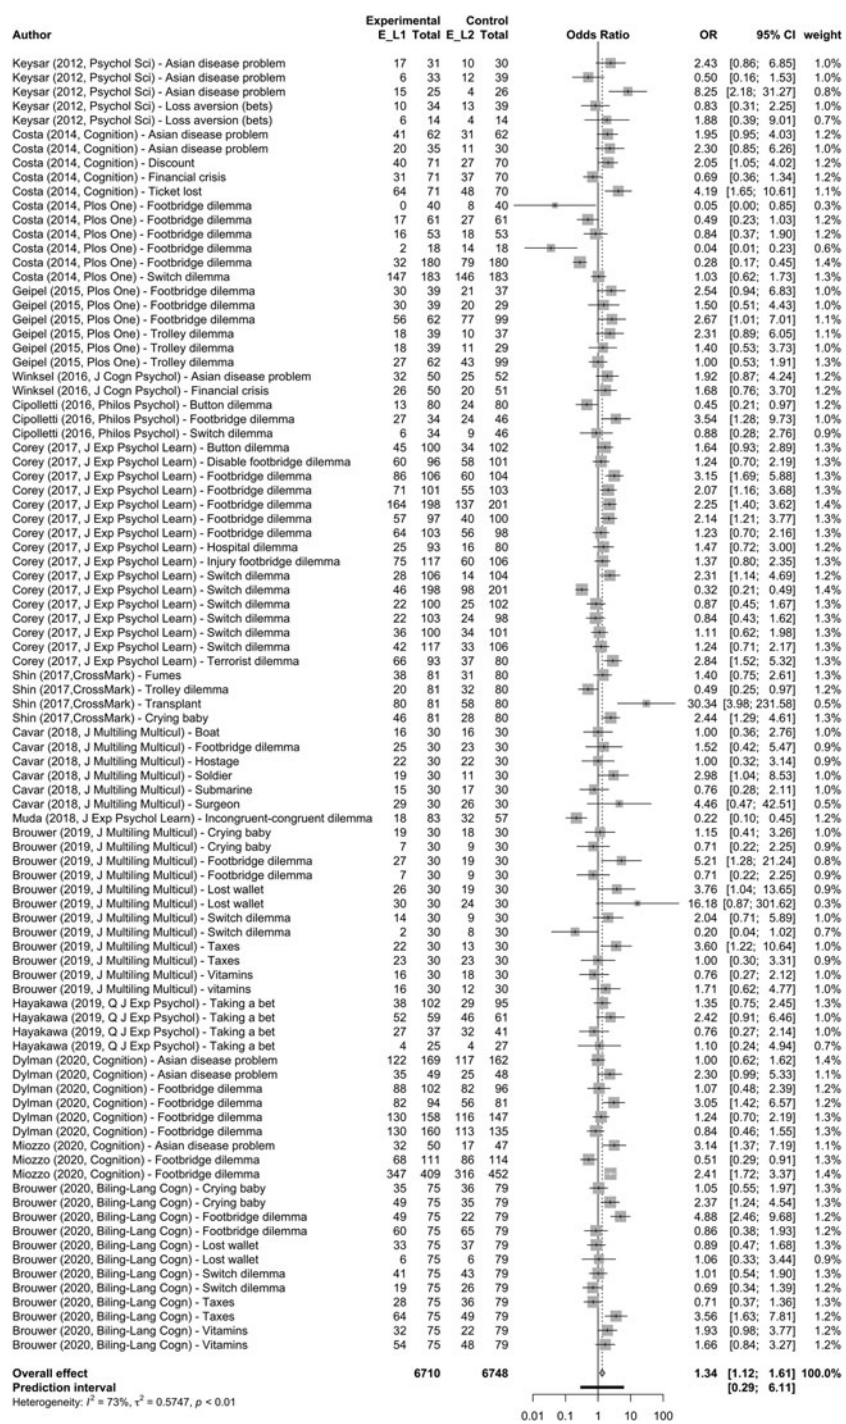 Experimental Control
Author E_L1 Total E_L2 Total Odds Ratio OR 95% CI weight
Keysar (2012, Psychol Sci) - Asian disease problem 17 31 10 30 2.43 [0.86; 6.85] 1.0%
Keysar (2012, Psychol Sci) - Asian disease problem 6 33 12 39 0.50 [0.16; 1.53] 1.0%
Keysar (2012, Psychol Sci) - Asian disease problem 15 25 4 26 8.25 [2.18; 31.27] 0.8%
Keysar (2012, Psychol Sci) - Loss aversion (bets) 10 34 13 39 0.83 [0.31; 2.25] 1.0%
Keysar (2012, Psychol Sci) - Loss aversion (bets) 6 14 4 14 1.88 [0.39; 9.01] 0.7%
Costa (2014, Cognition) - Asian disease problem 41 62 31 62 1.95 [0.95; 4.03] 1.2%
Costa (2014, Cognition) - Asian disease problem 20 35 11 30 2.30 [0.85; 6.26] 1.0%
Costa (2014, Cognition) - Discount 40 71 27 70 2.05 [1.05; 4.02] 1.2%
Costa (2014, Cognition) - Financial crisis 31 71 37 70 0.69 [0.36; 1.34] 1.2%
Costa (2014, Cognition) - Ticket lost 64 71 48 70 4.19 [1.65; 10.61] 1.1%
Costa (2014, Plos One) - Footbridge dilemma 0 40 8 40 0.05 [0.00; 0.85] 0.3%
Costa (2014, Plos One) - Footbridge dilemma 17 61 27 61 0.49 [0.23; 1.03] 1.2%
Costa (2014, Plos One) - Footbridge dilemma 16 53 18 53 0.84 [0.37; 1.90] 1.2%
Costa (2014, Plos One) - Footbridge dilemma 2 18 14 18 0.04 [0.01; 0.23] 0.6%
Costa (2014, Plos One) - Footbridge dilemma 32 180 79 180 0.28 [0.17; 0.45] 1.3%
Costa (2014, Plos One) - Switch dilemma 147 183 146 183 1.03 [0.62; 1.73] 1.3%
Geipel (2015, Plos One) - Footbridge dilemma 30 39 21 37 2.54 [0.94; 6.83] 1.1%
Geipel (2015, Plos One) - Footbridge dilemma 30 39 20 29 1.50 [0.51; 4.43] 1.0%
Geipel (2015, Plos One) - Footbridge dilemma 56 62 77 99 2.67 [1.01; 7.01] 1.1%
Geipel (2015, Plos One) - Trolley dilemma 18 39 10 37 2.31 [0.89; 6.05] 1.1%
Geipel (2015, Plos One) - Trolley dilemma 18 39 11 29 1.40 [0.53; 3.73] 1.1%
Geipel (2015, Plos One) - Trolley dilemma 27 62 43 99 1.00 [0.53; 1.91] 1.3%
Winksel (2016, J Cogn Psychol) - Asian disease problem 32 50 25 52 1.92 [0.87; 4.24] 1.2%
Winksel (2016, J Cogn Psychol) - Financial crisis 26 50 20 51 1.68 [0.76; 3.70] 1.2%
Cipolletti (2016, Philos Psychol) - Button dilemma 13 80 24 80 0.45 [0.21; 0.97] 1.2%
Cipolletti (2016, Philos Psychol) - Footbridge dilemma 27 34 24 46 3.54 [1.28; 9.73] 1.0%
Cipolletti (2016, Philos Psychol) - Switch dilemma 6 34 9 46 0.88 [0.28; 2.76] 0.9%
Corey (2017, J Exp Psychol Learn) - Button dilemma 45 100 34 102 1.64 [0.93; 2.89] 1.3%
Corey (2017, J Exp Psychol Learn) - Disable footbridge dilemma 60 96 58 101 1.24 [0.70; 2.19] 1.3%
Corey (2017, J Exp Psychol Learn) - Footbridge dilemma 86 106 60 104 3.15 [1.69; 5.88] 1.3%
Corey (2017, J Exp Psychol Learn) - Footbridge dilemma 71 101 55 103 2.07 [1.16; 3.68] 1.3%
Corey (2017, J Exp Psychol Learn) - Footbridge dilemma 164 198 137 201 2.25 [1.40; 3.62] 1.4%
Corey (2017, J Exp Psychol Learn) - Footbridge dilemma 57 97 40 100 2.14 [1.21; 3.77] 1.3%
Corey (2017, J Exp Psychol Learn) - Footbridge dilemma 64 103 56 98 1.23 [0.70; 2.16] 1.3%
Corey (2017, J Exp Psychol Learn) - Hospital dilemma 25 93 16 80 1.47 [0.72; 3.00] 1.2%
Corey (2017, J Exp Psychol Learn) - Injury footbridge dilemma 75 117 60 106 1.37 [0.80; 2.35] 1.3%
Corey (2017, J Exp Psychol Learn) - Switch dilemma 28 106 14 104 2.31 [1.14; 4.69] 1.2%
Corey (2017, J Exp Psychol Learn) - Switch dilemma 46 198 98 201 0.32 [0.21; 0.49] 1.4%
Corey (2017, J Exp Psychol Learn) - Switch dilemma 22 100 25 102 0.87 [0.45; 1.67] 1.3%
Corey (2017, J Exp Psychol Learn) - Switch dilemma 22 103 24 98 0.84 [0.43; 1.62] 1.3%
Corey (2017, J Exp Psychol Learn) - Switch dilemma 36 100 34 101 1.11 [0.62; 1.98] 1.3%
Corey (2017, J Exp Psychol Learn) - Switch dilemma 42 117 33 106 1.24 [0.71; 2.17] 1.3%
Corey (2017, J Exp Psychol Learn) - Terrorist dilemma 66 93 37 80 2.84 [1.52; 5.32] 1.3%
Shin (2017,CrossMark) - Fumes 38 81 31 80 1.40 [0.75; 2.61] 1.3%
Shin (2017,CrossMark) - Trolley dilemma 20 81 32 80 0.49 [0.25; 0.97] 1.2%
Shin (2017,CrossMark) - Transplant 80 81 58 80 30.34 [3.98; 231.58] 0.5%
Shin (2017,CrossMark) - Crying baby 46 81 28 80 2.44 [1.29; 4.61] 1.3%
Cavar (2018, J Multiling Multicul) - Boat 16 30 16 30 1.00 [0.36; 2.76] 1.0%
Cavar (2018, J Multiling Multicul) - Footbridge dilemma 25 30 23 30 1.52 [0.42; 5.47] 0.9%
Cavar (2018, J Multiling Multicul) - Hostage 22 30 22 30 1.00 [0.32; 3.14] 0.9%
Cavar (2018, J Multiling Multicul) - Soldier 19 30 11 30 2.98 [1.04; 8.53] 1.0%
Cavar (2018, J Multiling Multicul) - Submarine 15 30 17 30 0.76 [0.28; 2.11] 1.0%
Cavar (2018, J Multiling Multicul) - Surgeon 29 30 26 30 4.46 [0.47; 42.51] 0.5%
Muda (2018, J Exp Psychol Learn) - Incongruent-congruent dilemma 18 83 32 57 0.22 [0.10; 0.45] 1.2%
Brouwer (2019, J Multiling Multicul) - Crying baby 19 30 18 30 1.15 [0.41; 3.26] 1.0%
Brouwer (2019, J Multiling Multicul) - Crying baby 7 30 9 30 0.71 [0.22; 2.25] 0.9%
Brouwer (2019, J Multiling Multicul) - Footbridge dilemma 27 30 19 30 5.21 [1.28; 21.24] 0.8%
Brouwer (2019, J Multiling Multicul) - Footbridge dilemma 7 30 9 30 0.71 [0.22; 2.25] 0.9%
Brouwer (2019, J Multiling Multicul) - Lost wallet 26 30 19 30 3.76 [1.04; 13.65] 0.9%
Brouwer (2019, J Multiling Multicul) - Lost wallet 30 30 24 30 16.18 [0.87; 301.62] 0.3%
Brouwer (2019, J Multiling Multicul) - Switch dilemma 14 30 9 30 2.04 [0.71; 5.89] 1.0%
Brouwer (2019, J Multiling Multicul) - Switch dilemma 2 30 8 30 0.20 [0.04; 1.02] 0.7%
Brouwer (2019, J Multiling Multicul) - Taxes 22 30 13 30 3.60 [1.22; 10.64] 1.0%
Brouwer (2019, J Multiling Multicul) - Taxes 23 30 23 30 1.00 [0.30; 3.31] 0.9%
Brouwer (2019, J Multiling Multicul) - Vitamins 16 30 18 30 0.76 [0.27; 2.12] 1.0%
Brouwer (2019, J Multiling Multicul) - vitamins 16 30 12 30 1.71 [0.62; 4.77] 1.0%
Hayakawa (2019, Q J Exp Psychol) - Taking a bet 38 102 29 95 1.35 [0.75; 2.45] 1.3%
Hayakawa (2019, Q J Exp Psychol) - Taking a bet 52 59 46 61 2.42 [0.91; 6.46] 1.1%
Hayakawa (2019, Q J Exp Psychol) - Taking a bet 27 37 32 41 0.76 [0.27; 2.14] 1.0%
Hayakawa (2019, Q J Exp Psychol) - Taking a bet 4 25 4 27 1.10 [0.24; 4.94] 0.7%
Dylman (2020, Cognition) - Asian disease problem 122 169 117 162 1.00 [0.62; 1.62] 1.4%
Dylman (2020, Cognition) - Asian disease problem 35 49 25 48 2.30 [0.99; 5.33] 1.1%
Dylman (2020, Cognition) - Footbridge dilemma 88 102 82 96 1.07 [0.48; 2.39] 1.2%
Dylman (2020, Cognition) - Footbridge dilemma 82 94 56 81 3.05 [1.42; 6.57] 1.2%
Dylman (2020, Cognition) - Footbridge dilemma 130 158 116 147 1.24 [0.70; 2.19] 1.3%
Dylman (2020, Cognition) - Footbridge dilemma 130 160 113 135 0.84 [0.46; 1.55] 1.3%
Miozzo (2020, Cognition) - Asian disease problem 32 50 17 47 3.14 [1.37; 7.19] 1.1%
Miozzo (2020, Cognition) - Footbridge dilemma 68 111 86 114 0.51 [0.29; 0.91] 1.3%
Miozzo (2020, Cognition) - Footbridge dilemma 347 409 316 452 2.41 [1.72; 3.37] 1.4%
Brouwer (2020, Biling-Lang Cogn) - Crying baby 35 75 36 79 1.05 [0.55; 1.97] 1.3%
Brouwer (2020, Biling-Lang Cogn) - Crying baby 49 75 35 79 2.37 [1.24; 4.54] 1.3%
Brouwer (2020, Biling-Lang Cogn) - Footbridge dilemma 49 75 22 79 4.88 [2.46; 9.68] 1.2%
Brouwer (2020, Biling-Lang Cogn) - Footbridge dilemma 60 75 65 79 0.86 [0.38; 1.93] 1.2%
Brouwer (2020, Biling-Lang Cogn) - Lost wallet 33 75 37 79 0.89 [0.47; 1.68] 1.3%
Brouwer (2020, Biling-Lang Cogn) - Lost wallet 6 75 6 79 1.06 [0.33; 3.44] 0.9%
Brouwer (2020, Biling-Lang Cogn) - Switch dilemma 41 75 43 79 1.01 [0.54; 1.90] 1.3%
Brouwer (2020, Biling-Lang Cogn) - Switch dilemma 19 75 26 79 0.69 [0.34; 1.39] 1.2%
Brouwer (2020, Biling-Lang Cogn) - Taxes 28 75 36 79 0.71 [0.37; 1.36] 1.3%
Brouwer (2020, Biling-Lang Cogn) - Taxes 64 75 49 79 3.56 [1.63; 7.81] 1.2%
Brouwer (2020, Biling-Lang Cogn) - Vitamins 32 75 22 79 1.93 [0.98; 3.77] 1.2%
Brouwer (2020, Biling-Lang Cogn) - Vitamins 54 75 48 79 1.66 [0.84; 3.27] 1.2%
Overall effect 6710 6748 1.34 [1.12; 1.61] 100.0%
Prediction interval [0.29; 6.11]
Heterogeneity: I² = 73%, τ² = 0.5747, p < 0.01
0.01 0.1 1 10 100